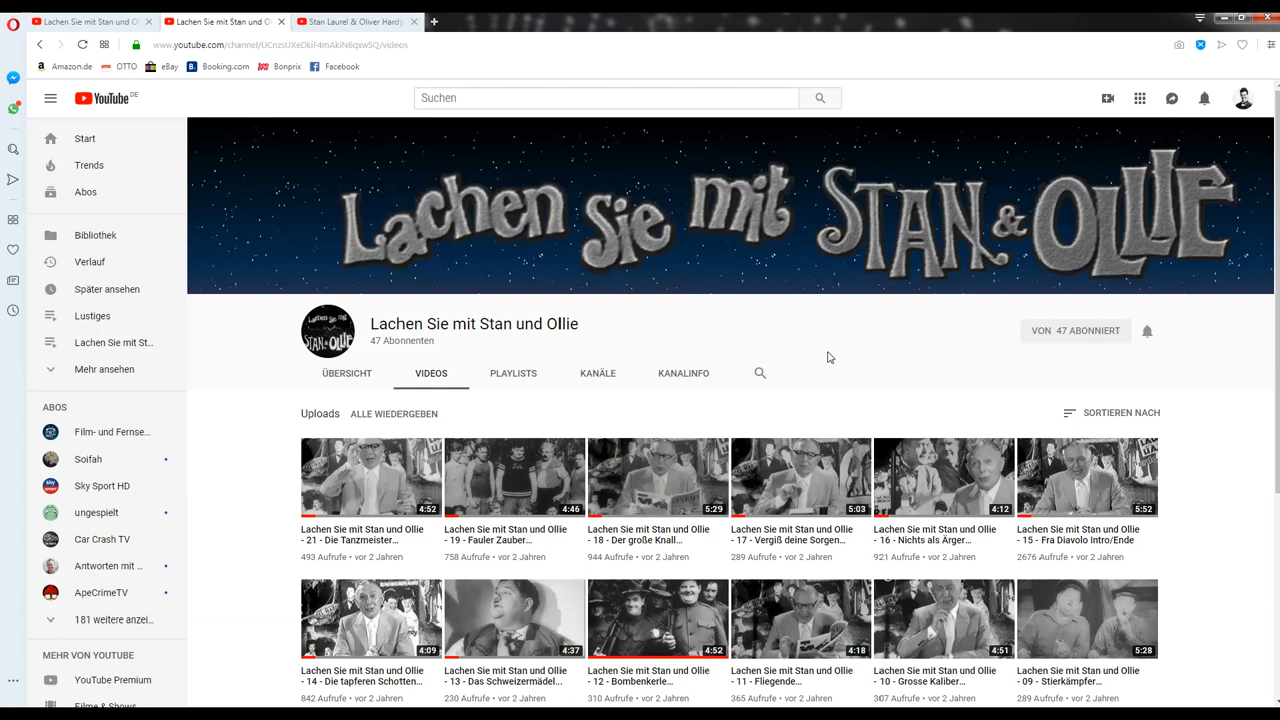 Lachen Sie mit Stan und O
Lachen Sie mit Stan und O
Stan Laurel & Oliver Hardy
www.youtube.com/channel/UCnzsUXeDkiF4mAkiN6qxw5Q/videos
Amazon.de OTTO eBay Booking.com Bonprix Facebook
YouTube DE
Suchen
Start
Trends
Abos
Bibliothek
Verlauf
Später ansehen
Lustiges
Lachen Sie mit St...
Mehr ansehen
ABOS
Film- und Fernse...
Soifah
Sky Sport HD
ungespielt
Car Crash TV
Antworten mit ...
ApeCrimeTV
181 weitere anzei...
MEHR VON YOUTUBE
YouTube Premium
Filme & Shows
Lachen Sie mit STAN & OLLIE
Lachen Sie mit Stan und Ollie
47 Abonnenten
VON 47 ABONNIERT
ÜBERSICHT VIDEOS PLAYLISTS KANÄLE KANALINFO
Uploads ALLE WIEDERGEBEN
SORTIEREN NACH
4:52
Lachen Sie mit Stan und Ollie
- 21 - Die Tanzmeister...
493 Aufrufe • vor 2 Jahren
4:46
Lachen Sie mit Stan und Ollie
- 19 - Fauler Zauber...
758 Aufrufe • vor 2 Jahren
5:29
Lachen Sie mit Stan und Ollie
- 18 - Der große Knall...
944 Aufrufe • vor 2 Jahren
5:03
Lachen Sie mit Stan und Ollie
- 17 - Vergiß deine Sorgen...
289 Aufrufe • vor 2 Jahren
4:12
Lachen Sie mit Stan und Ollie
- 16 - Nichts als Ärger...
921 Aufrufe • vor 2 Jahren
5:52
Lachen Sie mit Stan und Ollie
- 15 - Fra Diavolo Intro/Ende
2676 Aufrufe • vor 2 Jahren
4:09
Lachen Sie mit Stan und Ollie
- 14 - Die tapferen Schotten...
842 Aufrufe • vor 2 Jahren
4:37
Lachen Sie mit Stan und Ollie
- 13 - Das Schweizermädel...
230 Aufrufe • vor 2 Jahren
4:52
Lachen Sie mit Stan und Ollie
- 12 - Bombenkerle...
310 Aufrufe • vor 2 Jahren
4:18
Lachen Sie mit Stan und Ollie
- 11 - Fliegende...
365 Aufrufe • vor 2 Jahren
4:51
Lachen Sie mit Stan und Ollie
- 10 - Grosse Kaliber...
307 Aufrufe • vor 2 Jahren
5:28
Lachen Sie mit Stan und Ollie
- 09 - Stierkämpfer...
289 Aufrufe • vor 2 Jahren